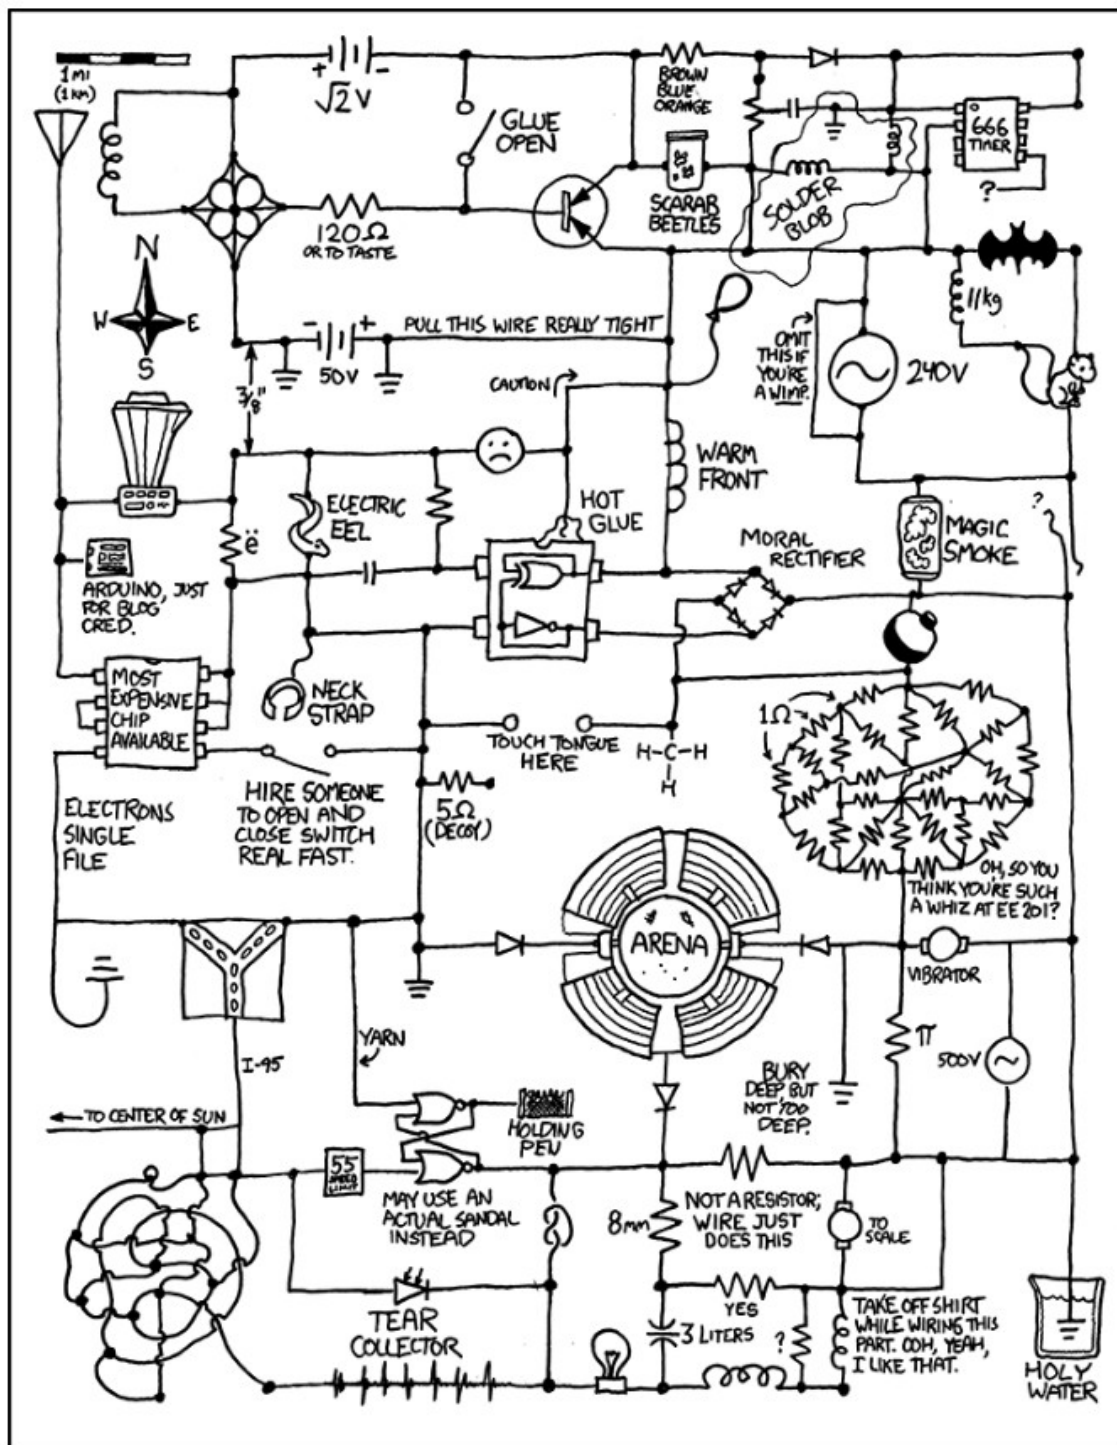 1 MI
(1 KM)
+ -
√2 V
GLUE
OPEN
BROWN
BLUE
ORANGE
666
TIMER
?
120Ω
OR TO TASTE
SCARAB
BEETLES
SOLDER
BLOB
N
W E
S
- +
50V
PULL THIS WIRE REALLY TIGHT
11kg
OMIT
THIS IF
YOU'RE
A WIMP.
240V
3/8"
CAUTION
WARM
FRONT
ELECTRIC
EEL
HOT
GLUE
ë
MORAL
RECTIFIER
MAGIC
SMOKE
?
ARDUINO, JUST
FOR BLOG
CRED.
MOST
EXPENSIVE
CHIP
AVAILABLE
NECK
STRAP
TOUCH TONGUE
HERE
H-C-H
H
1Ω
ELECTRONS
SINGLE
FILE
HIRE SOMEONE
TO OPEN AND
CLOSE SWITCH
REAL FAST.
5Ω
(DECOY)
OH, SO YOU
THINK YOU'RE SUCH
A WHIZ AT EE 201?
ARENA
VIBRATOR
I-95
YARN
π
500V
BURY
DEEP, BUT
NOT TOO
DEEP.
TO CENTER OF SUN
HOLDING
PEN
55
SPEED
LIMIT
MAY USE AN
ACTUAL SANDAL
INSTEAD
8mm
NOT A RESISTOR;
WIRE JUST
DOES THIS
TO
SCALE
TEAR
COLLECTOR
YES
3 LITERS
?
TAKE OFF SHIRT
WHILE WIRING THIS
PART. OOH, YEAH,
I LIKE THAT.
HOLY
WATER